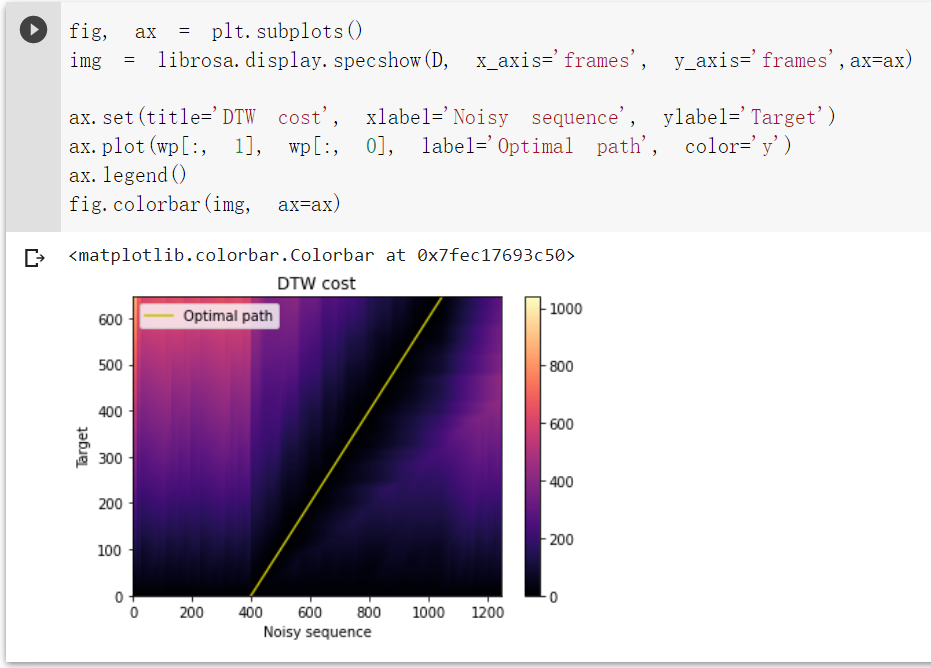 fig, ax = plt.subplots()
img = librosa.display.specshow(D, x_axis='frames', y_axis='frames',ax=ax)
ax.set(title='DTW cost', xlabel='Noisy sequence', ylabel='Target')
ax.plot(wp[:, 1], wp[:, 0], label='Optimal path', color='y')
ax.legend()
fig.colorbar(img, ax=ax)
<matplotlib.colorbar.Colorbar at 0x7fec17693c50>
DTW cost
Optimal path
600
500
400
300
200
100
0
Target
0 200 400 600 800 1000 1200
Noisy sequence
1000
800
600
400
200
0